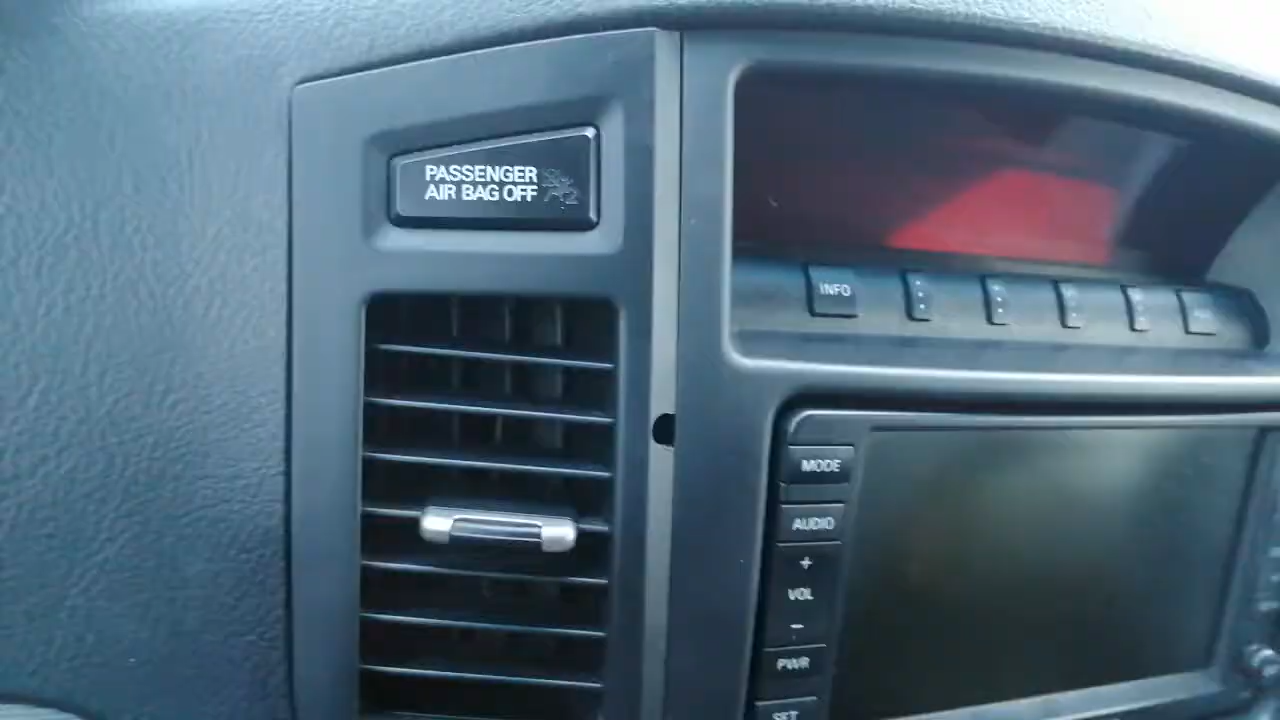 PASSENGER
AIR BAG OFF
INFO
MODE
AUDIO
+
VOL
-
PWR
SET